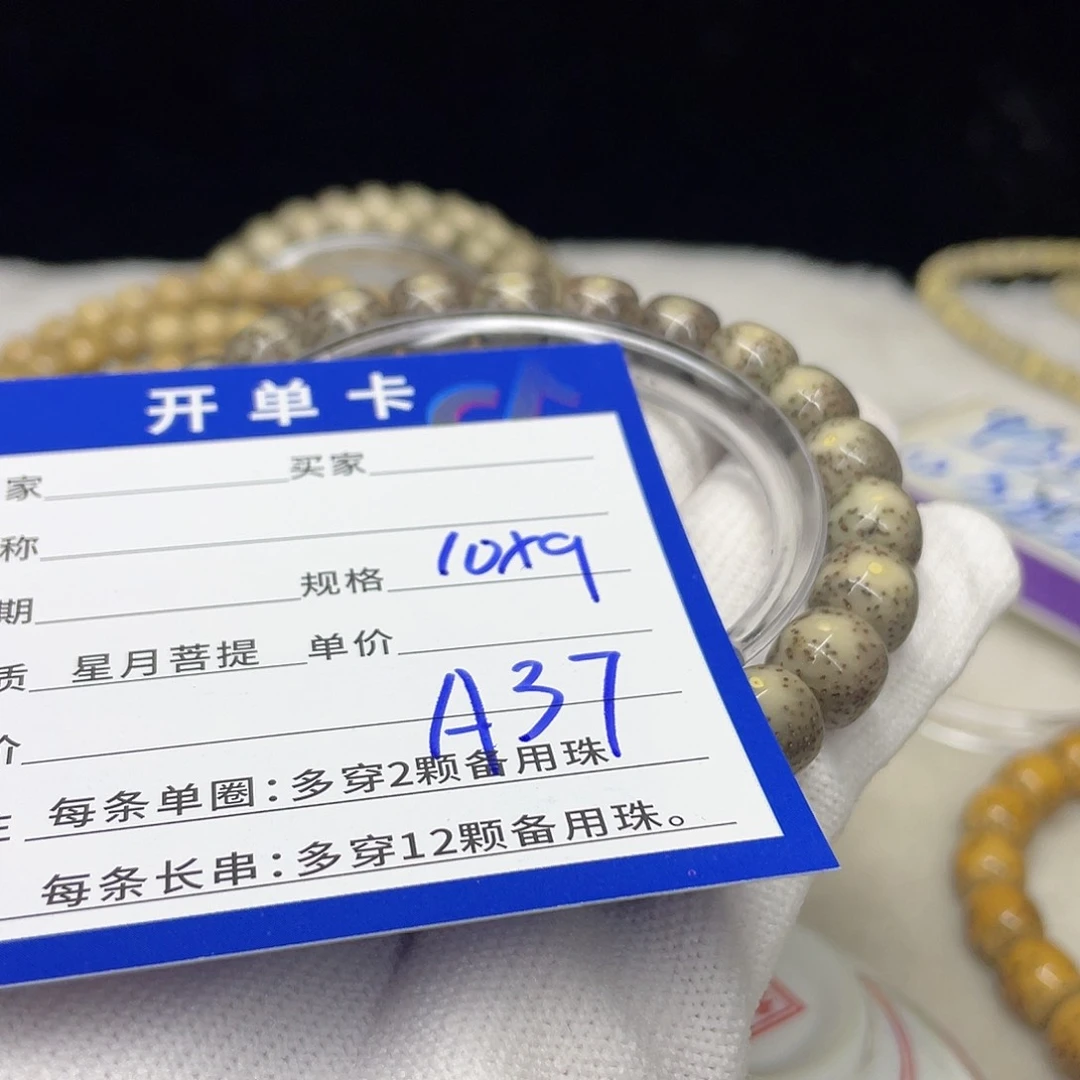 开单卡
家 买家
称
期 规格 10x9
质 星月菩提 单价
价 A37
每条单圈：多穿2颗备用珠
每条长串：多穿12颗备用珠。